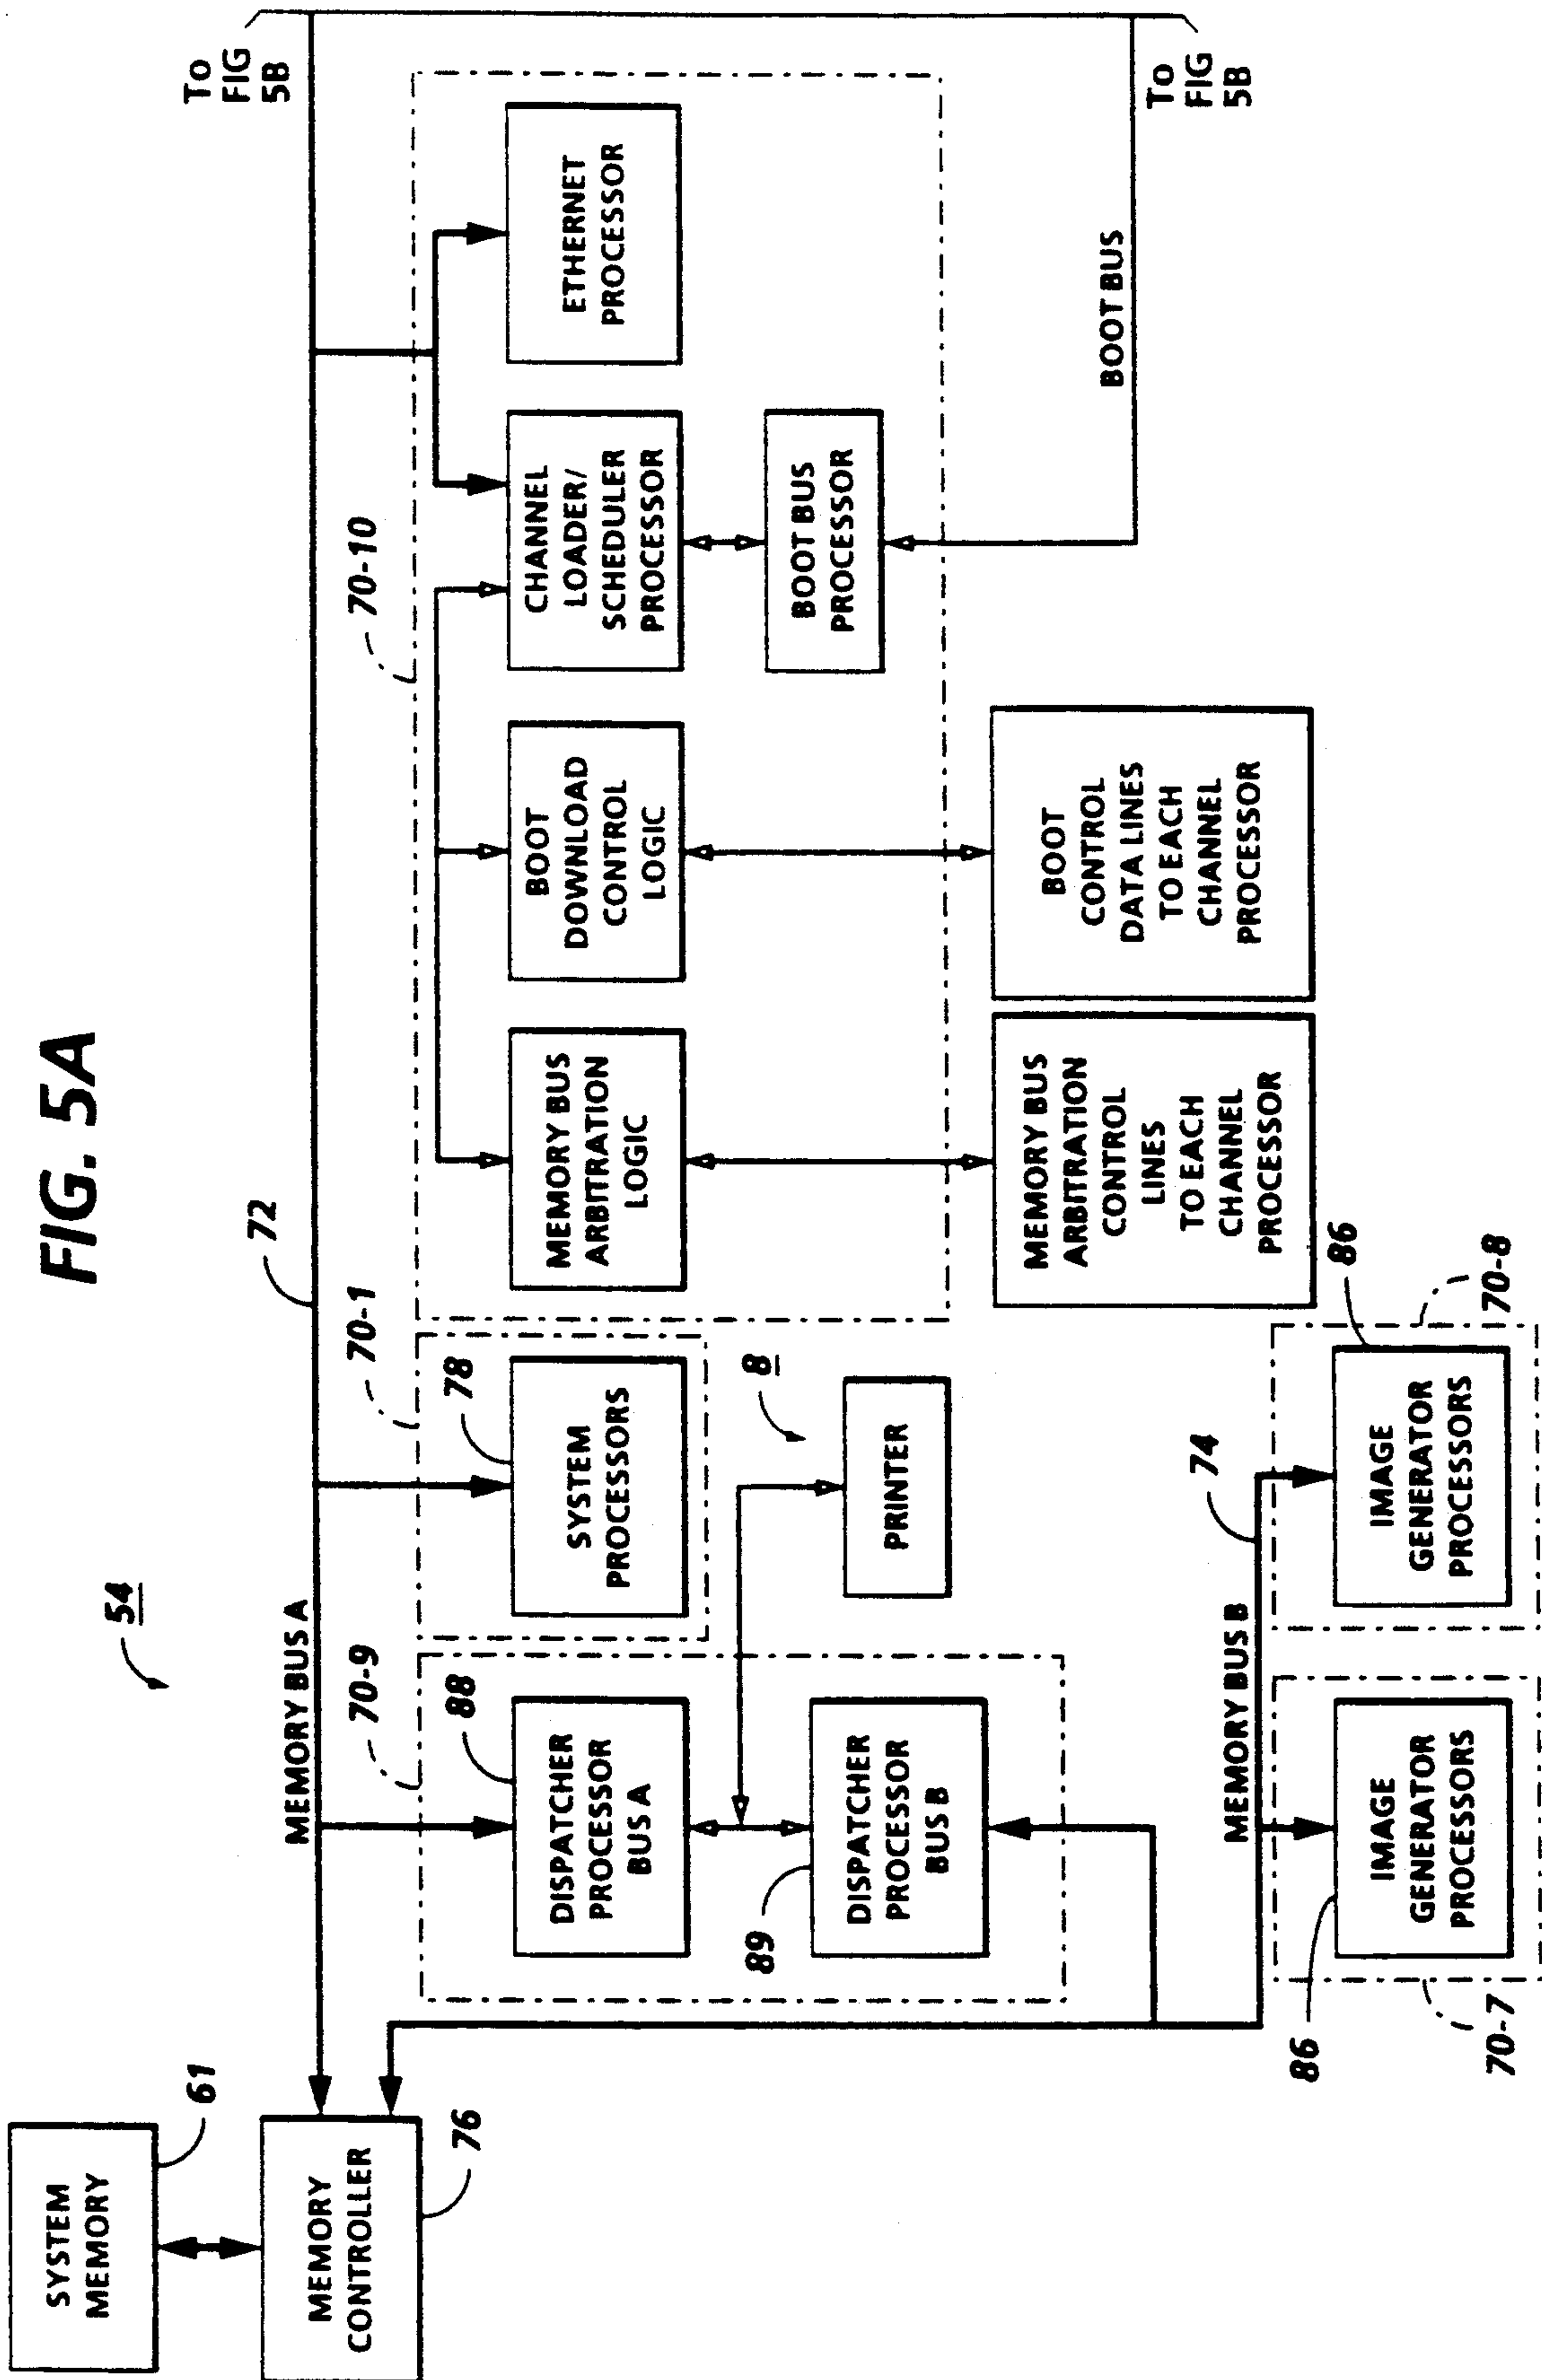 FIG. 5A
54
SYSTEM
MEMORY
61
MEMORY
CONTROLLER
76
MEMORY BUS A
72
To
FIG
5B
70-9
88
DISPATCHER
PROCESSOR
BUS A
89
DISPATCHER
PROCESSOR
BUS B
70-1
78
SYSTEM
PROCESSORS
8
PRINTER
70-10
MEMORY BUS
ARBITRATION
LOGIC
BOOT
DOWNLOAD
CONTROL
LOGIC
CHANNEL
LOADER/
SCHEDULER
PROCESSOR
ETHERNET
PROCESSOR
BOOT BUS
PROCESSOR
MEMORY BUS
ARBITRATION
CONTROL
LINES
TO EACH
CHANNEL
PROCESSOR
BOOT
CONTROL
DATA LINES
TO EACH
CHANNEL
PROCESSOR
BOOT BUS
To
FIG
5B
MEMORY BUS B
74
86
IMAGE
GENERATOR
PROCESSORS
70-7
86
IMAGE
GENERATOR
PROCESSORS
70-8